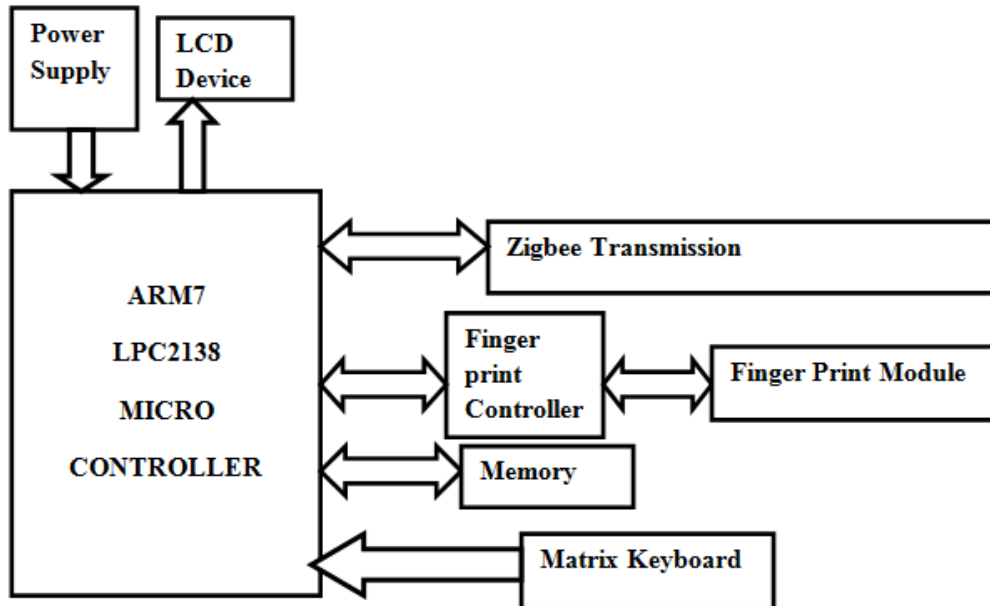 Power
Supply
LCD
Device
Zigbee Transmission
ARM7
LPC2138
MICRO
CONTROLLER
Finger
print
Controller
Finger Print Module
Memory
Matrix Keyboard